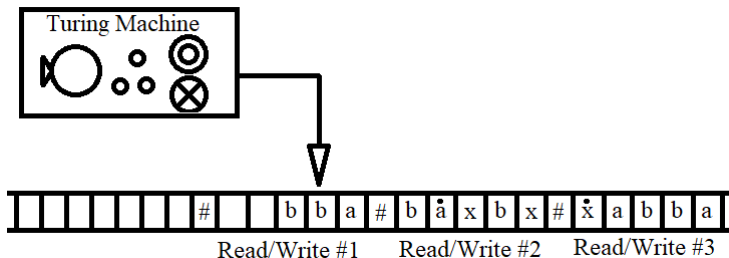 Turing Machine
# b b a # b ȧ x b x # ẋ a b b a
Read/Write #1 Read/Write #2 Read/Write #3